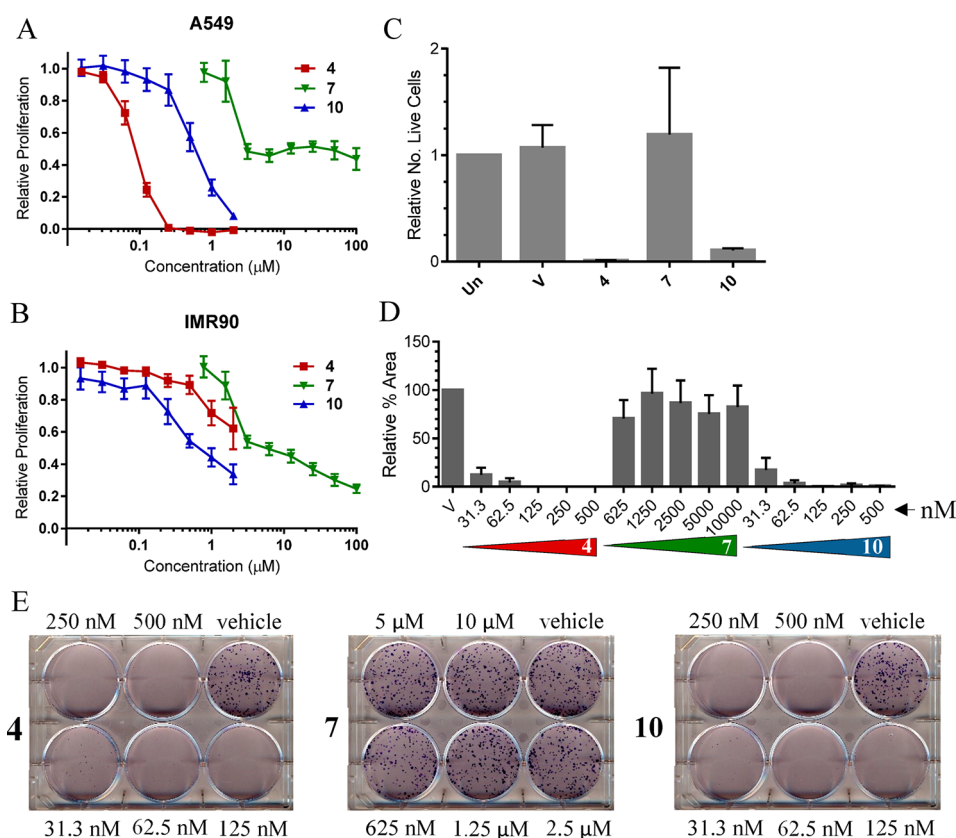 A
A549
Relative Proliferation
1.0
0.8
0.6
0.4
0.2
0.0
4
7
10
0.1 1 10 100
Concentration (μM)
B
IMR90
Relative Proliferation
1.0
0.8
0.6
0.4
0.2
0.0
4
7
10
0.1 1 10 100
Concentration (μM)
C
Relative No. Live Cells
2
1
0
Un V 4 7 10
D
Relative % Area
150
100
50
0
V 31.3 62.5 125 250 500 625 1250 2500 5000 10000 31.3 62.5 125 250 500 nM
4 7 10
E
250 nM 500 nM vehicle
4
31.3 nM 62.5 nM 125 nM
5 μM 10 μM vehicle
7
625 nM 1.25 μM 2.5 μM
250 nM 500 nM vehicle
10
31.3 nM 62.5 nM 125 nM